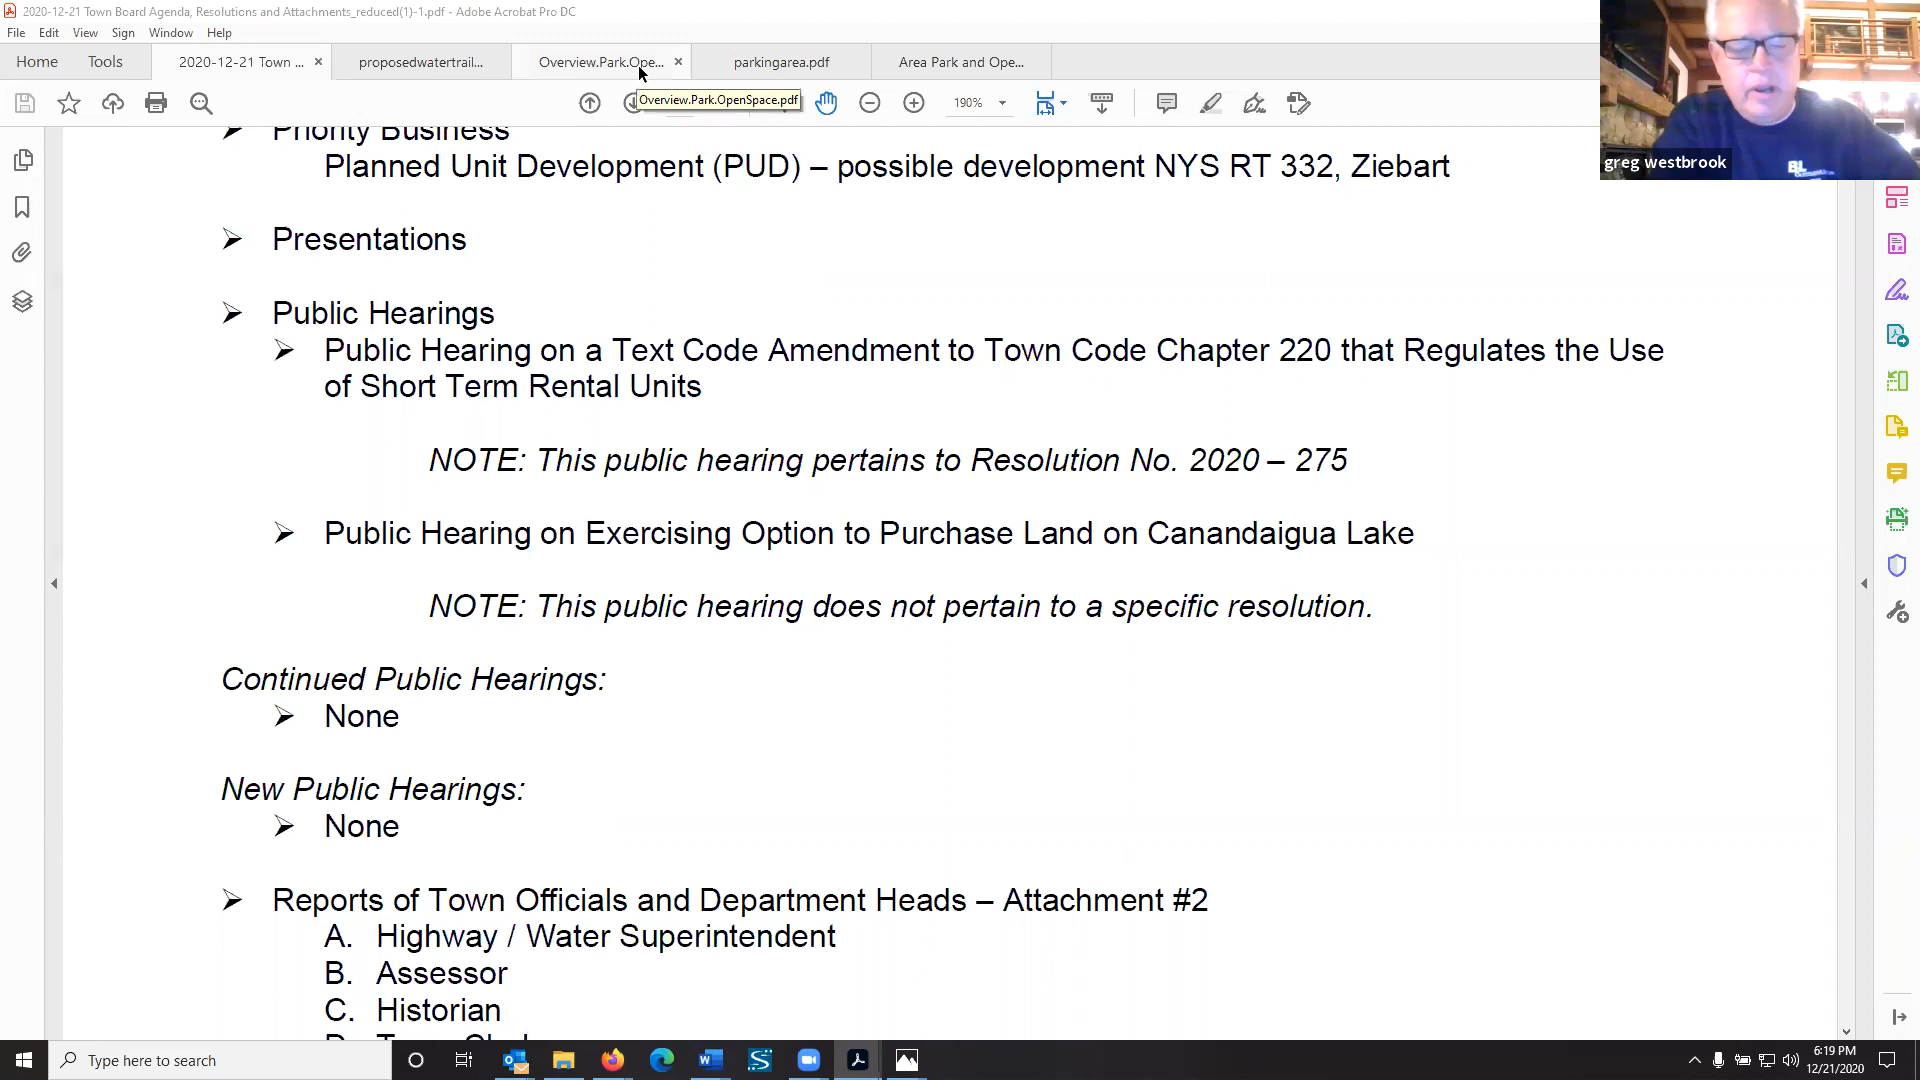 2020-12-21 Town Board Agenda, Resolutions and Attachments_reduced(1)-1.pdf - Adobe Acrobat Pro DC
File Edit View Sign Window Help
Home Tools 2020-12-21 Town ... × proposedwatertrail... Overview.Park.Ope... × parkingarea.pdf Area Park and Ope...
190%
Overview.Park.OpenSpace.pdf
greg westbrook
BL
Priority Business
Planned Unit Development (PUD) – possible development NYS RT 332, Ziebart
Presentations
Public Hearings
Public Hearing on a Text Code Amendment to Town Code Chapter 220 that Regulates the Use
of Short Term Rental Units
NOTE: This public hearing pertains to Resolution No. 2020 – 275
Public Hearing on Exercising Option to Purchase Land on Canandaigua Lake
NOTE: This public hearing does not pertain to a specific resolution.
Continued Public Hearings:
None
New Public Hearings:
None
Reports of Town Officials and Department Heads – Attachment #2
A. Highway / Water Superintendent
B. Assessor
C. Historian
Type here to search
6:19 PM
12/21/2020